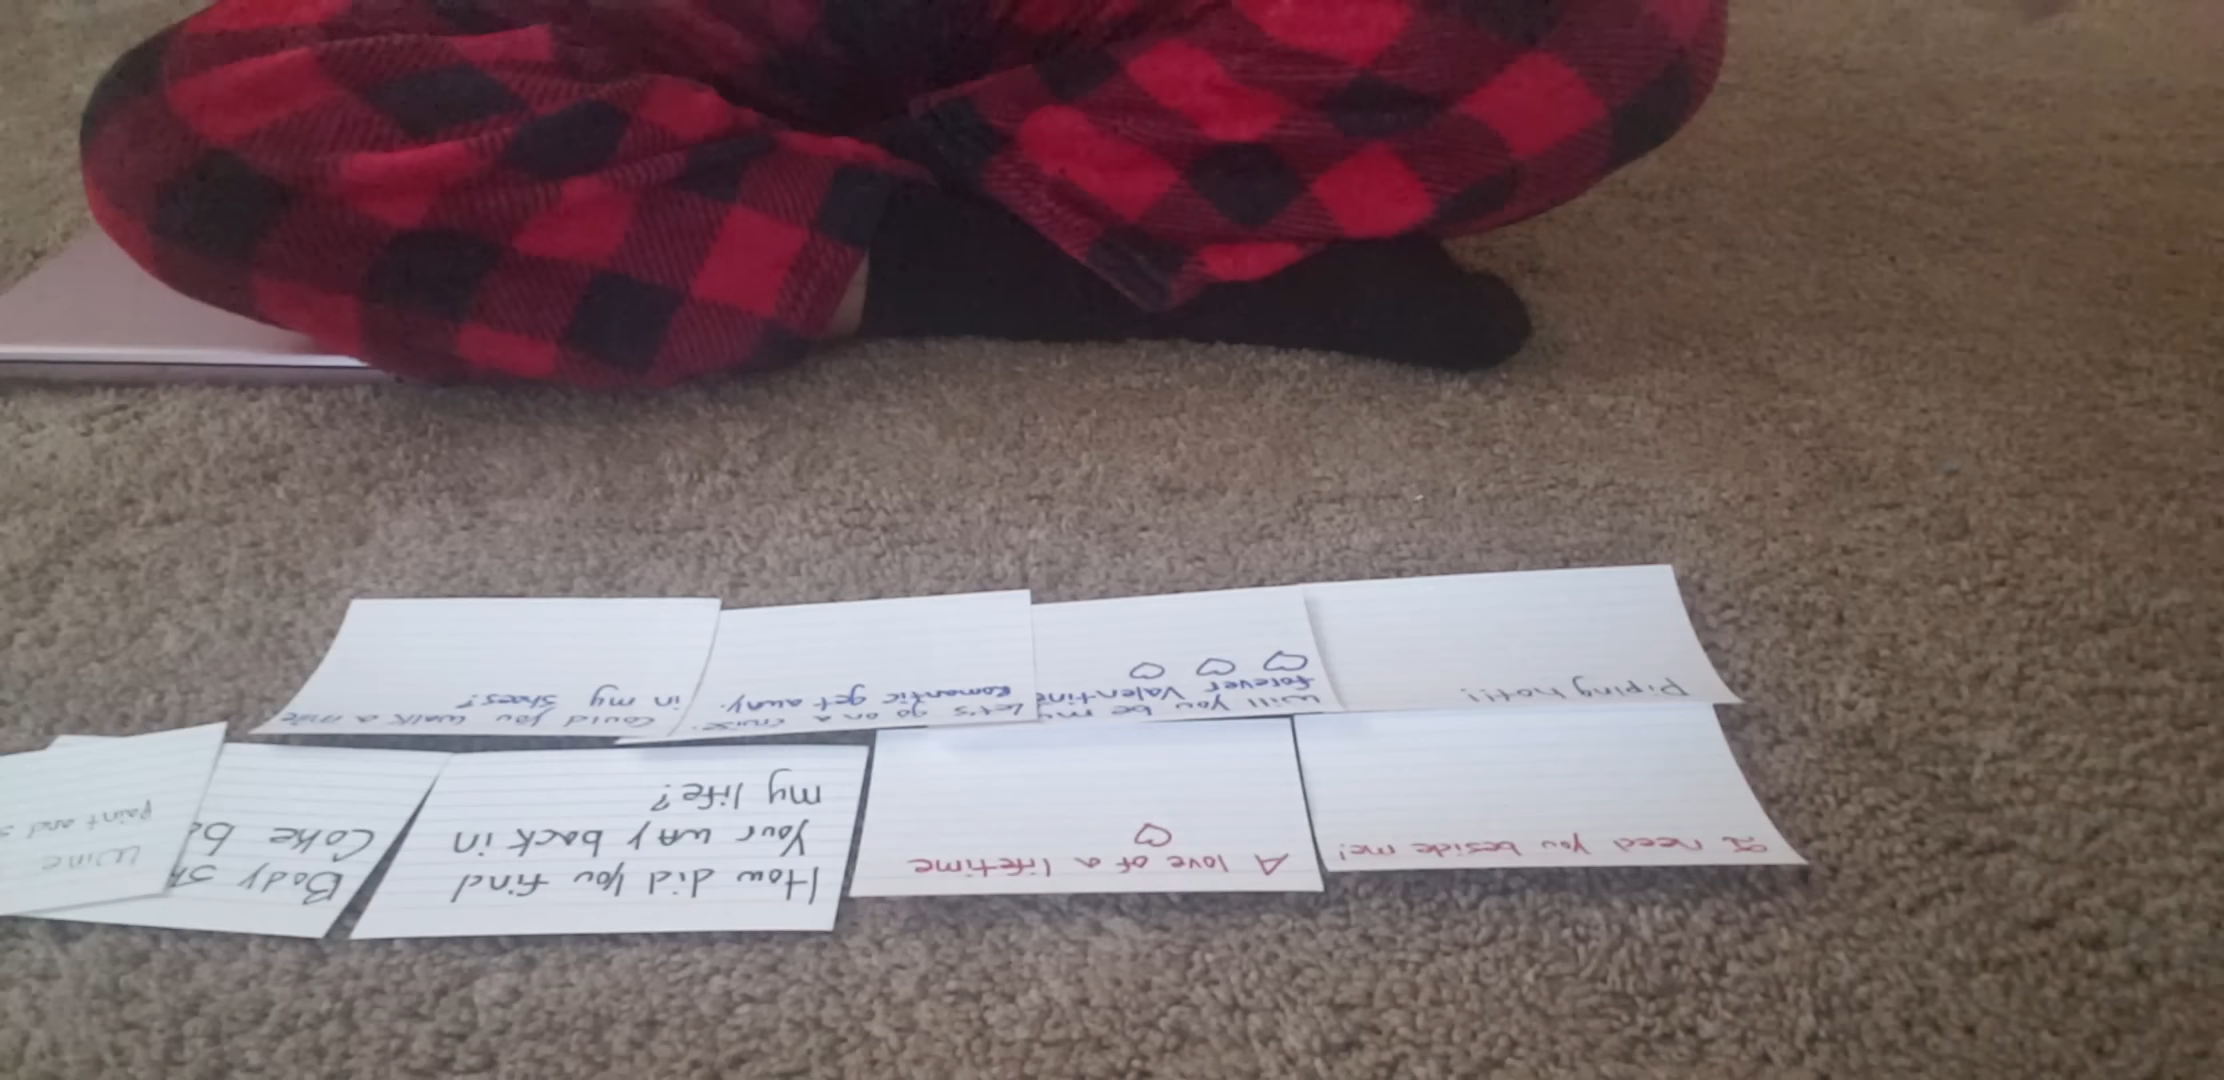 I need you beside me!
A love of a lifetime
♡
How did you find
your way back in
my life?
Body
Coke
Wine
Paint and
Piping hot!!
Will you be my
forever Valentine
♡ ♡ ♡
Let's go on a cruise.
Romantic get away.
Could you walk a mile
in my shoes?